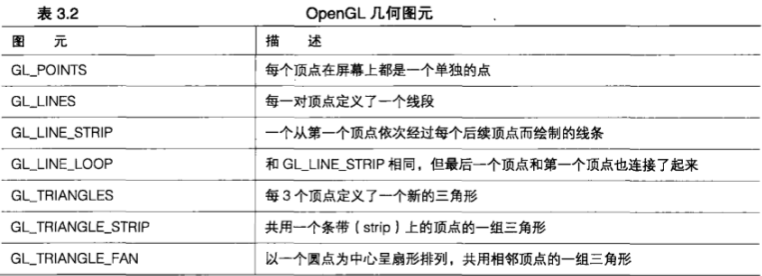 表 3.2 OpenGL 几何图元
图 元 描 述
GL_POINTS 每个顶点在屏幕上都是一个单独的点
GL_LINES 每一对顶点定义了一个线段
GL_LINE_STRIP 一个从第一个顶点依次经过每个后续顶点而绘制的线条
GL_LINE_LOOP 和 GL_LINE_STRIP 相同，但最后一个顶点和第一个顶点也连接了起来
GL_TRIANGLES 每 3 个顶点定义了一个新的三角形
GL_TRIANGLE_STRIP 共用一个条带（strip）上的顶点的一组三角形
GL_TRIANGLE_FAN 以一个圆点为中心呈扇形排列，共用相邻顶点的一组三角形